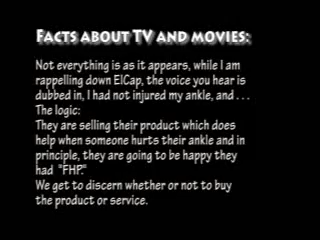 Facts about TV and movies:
Not everything is as it appears, while I am
rappelling down ElCap, the voice you hear is
dubbed in, I had not injured my ankle, and . . .
The logic:
They are selling their product which does
help when someone hurts their ankle and in
principle, they are going to be happy they
had "FHP."
We get to discern whether or not to buy
the product or service.